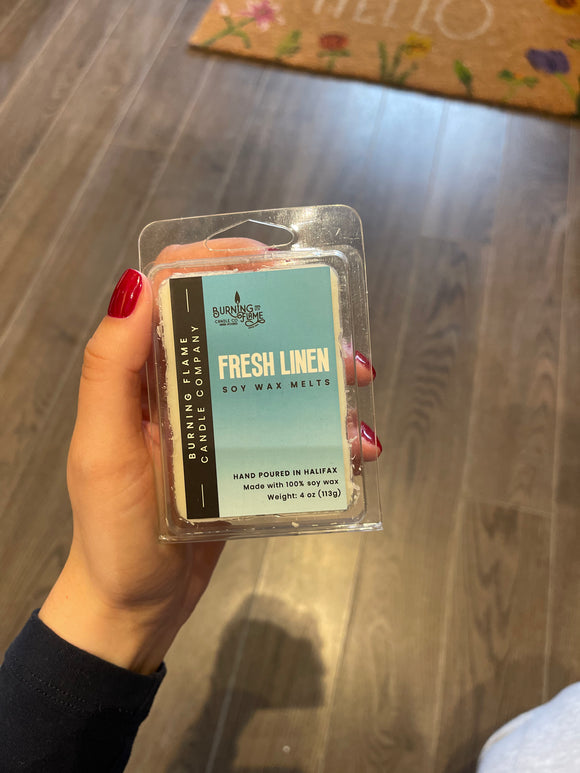 HELLO
BURNING
FLAME
CANDLE CO.
FRESH LINEN
SOY WAX MELTS
BURNING FLAME
CANDLE COMPANY
HAND POURED IN HALIFAX
Made with 100% soy wax
Weight: 4 oz (113g)